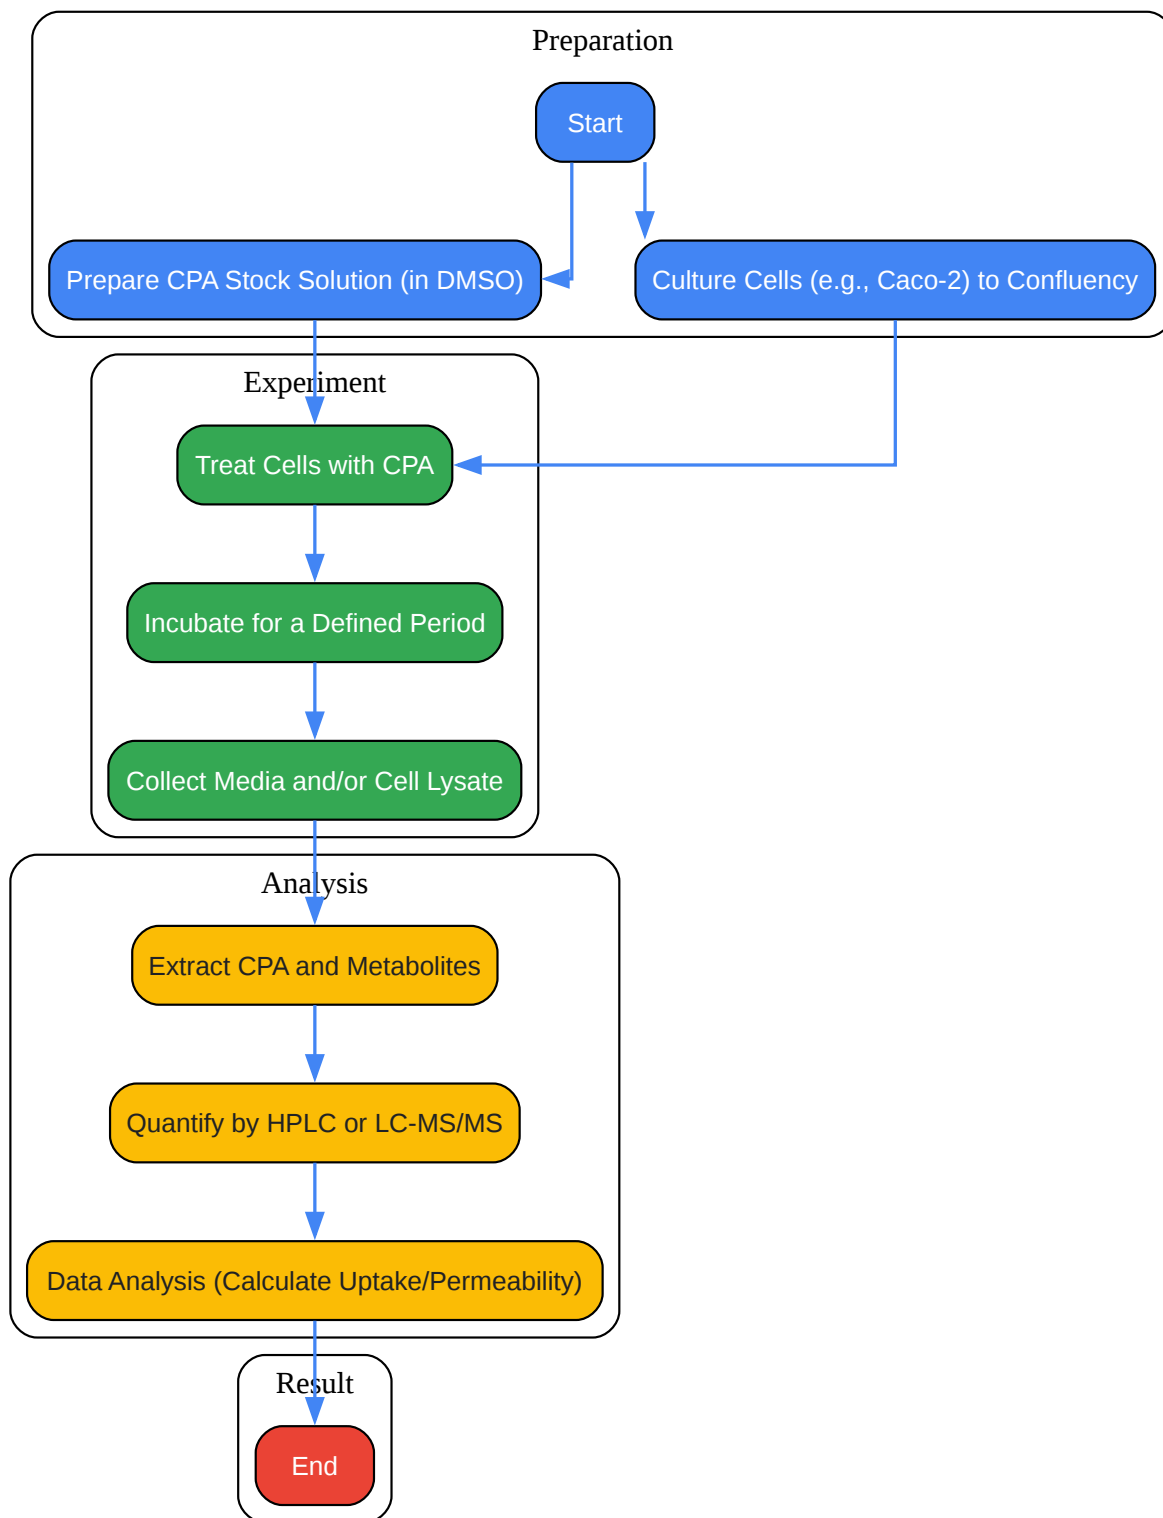 Preparation
Start
Prepare CPA Stock Solution (in DMSO)
Culture Cells (e.g., Caco-2) to Confluency
Experiment
Treat Cells with CPA
Incubate for a Defined Period
Collect Media and/or Cell Lysate
Analysis
Extract CPA and Metabolites
Quantify by HPLC or LC-MS/MS
Data Analysis (Calculate Uptake/Permeability)
Result
End